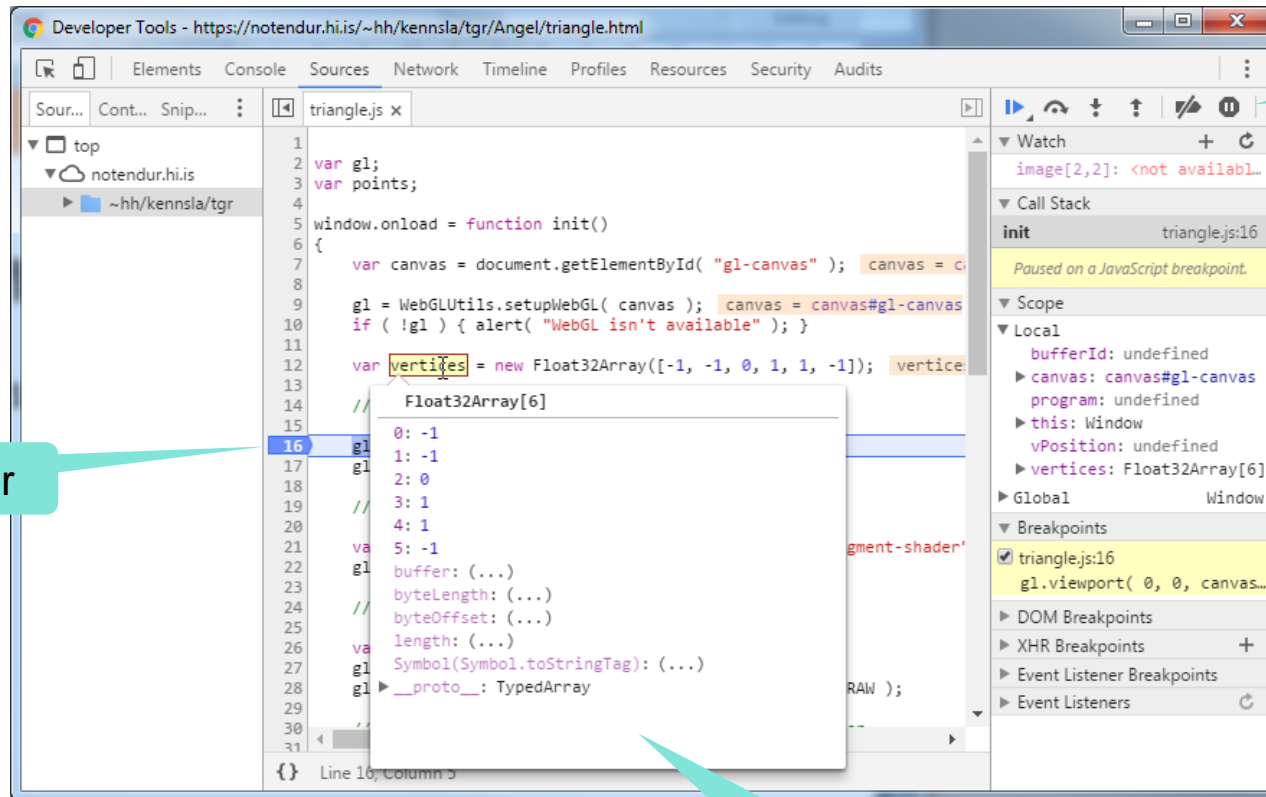 Developer Tools - https://notendur.hi.is/~hh/kennsla/tgr/Angel/triangle.html
Elements Console Sources Network Timeline Profiles Resources Security Audits
Sour... Cont... Snip...
top
notendur.hi.is
~hh/kennsla/tgr
triangle.js ×
1
2 var gl;
3 var points;
4
5 window.onload = function init()
6 {
7 var canvas = document.getElementById( "gl-canvas" ); canvas = c
8
9 gl = WebGLUtils.setupWebGL( canvas ); canvas = canvas#gl-canvas
10 if ( !gl ) { alert( "WebGL isn't available" ); }
11
12 var vertices = new Float32Array([-1, -1, 0, 1, 1, -1]); vertice
13
14 //
15
16 gl
17 gl
18
19 //
20
21 va gment-shader"
22 gl
23
24 //
25
26 va
27 gl
28 gl RAW );
29
30
31
Float32Array[6]
0: -1
1: -1
2: 0
3: 1
4: 1
5: -1
buffer: (...)
byteLength: (...)
byteOffset: (...)
length: (...)
Symbol(Symbol.toStringTag): (...)
__proto__: TypedArray
{} Line 16, Column 5
r
Watch + 
image[2,2]: <not availabl…
Call Stack
init triangle.js:16
Paused on a JavaScript breakpoint.
Scope
Local
bufferId: undefined
canvas: canvas#gl-canvas
program: undefined
this: Window
vPosition: undefined
vertices: Float32Array[6]
Global Window
Breakpoints
triangle.js:16
gl.viewport( 0, 0, canvas…
DOM Breakpoints
XHR Breakpoints +
Event Listener Breakpoints
Event Listeners